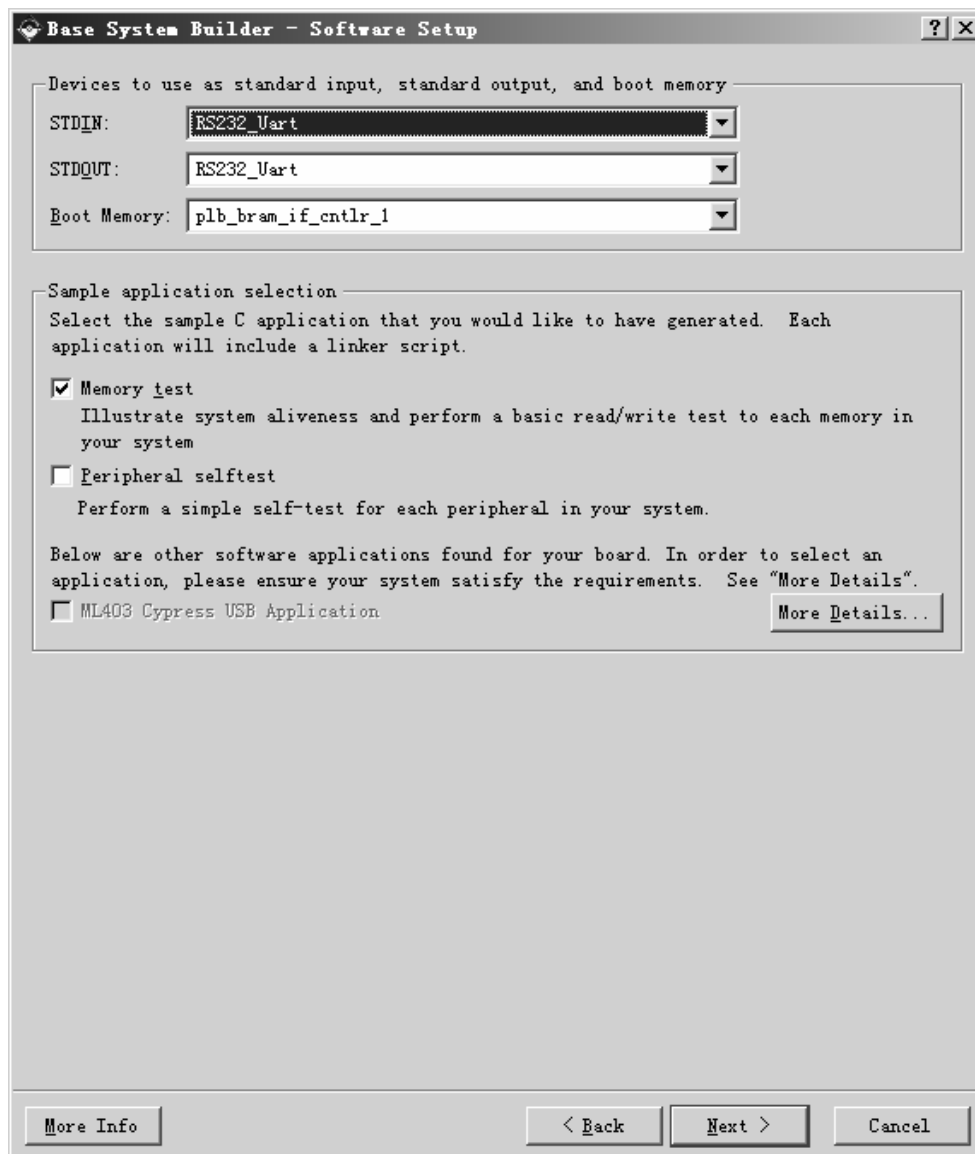 Base System Builder - Software Setup
Devices to use as standard input, standard output, and boot memory
STDIN: RS232_Uart
STDOUT: RS232_Uart
Boot Memory: plb_bram_if_cntlr_1
Sample application selection
Select the sample C application that you would like to have generated. Each
application will include a linker script.
Memory test
Illustrate system aliveness and perform a basic read/write test to each memory in
your system
Peripheral selftest
Perform a simple self-test for each peripheral in your system.
Below are other software applications found for your board. In order to select an
application, please ensure your system satisfy the requirements. See "More Details".
ML403 Cypress USB Application More Details...
More Info < Back Next > Cancel